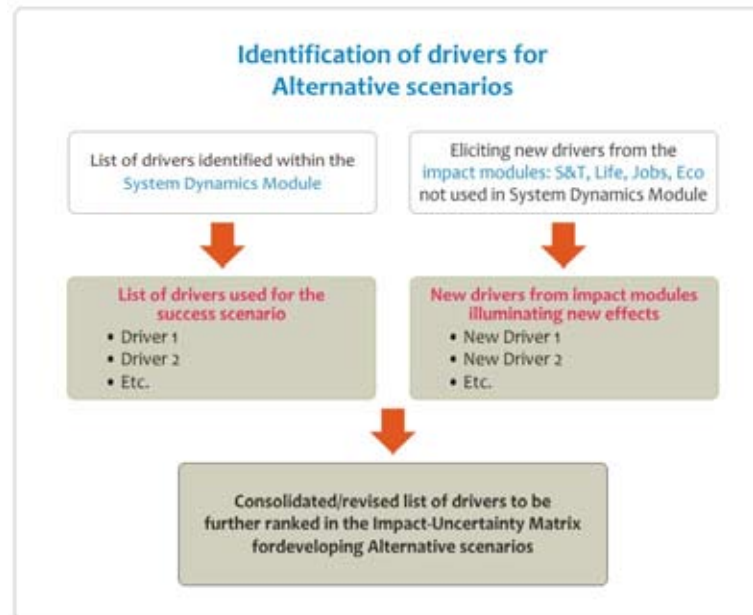 Identification of drivers for
Alternative scenarios
List of drivers identified within the
System Dynamics Module
Eliciting new drivers from the
impact modules: S&T, Life, Jobs, Eco
not used in System Dynamics Module
List of drivers used for the
success scenario
• Driver 1
• Driver 2
• Etc.
New drivers from impact modules
illuminating new effects
• New Driver 1
• New Driver 2
• Etc.
Consolidated/revised list of drivers to be
further ranked in the Impact-Uncertainty Matrix
fordeveloping Alternative scenarios